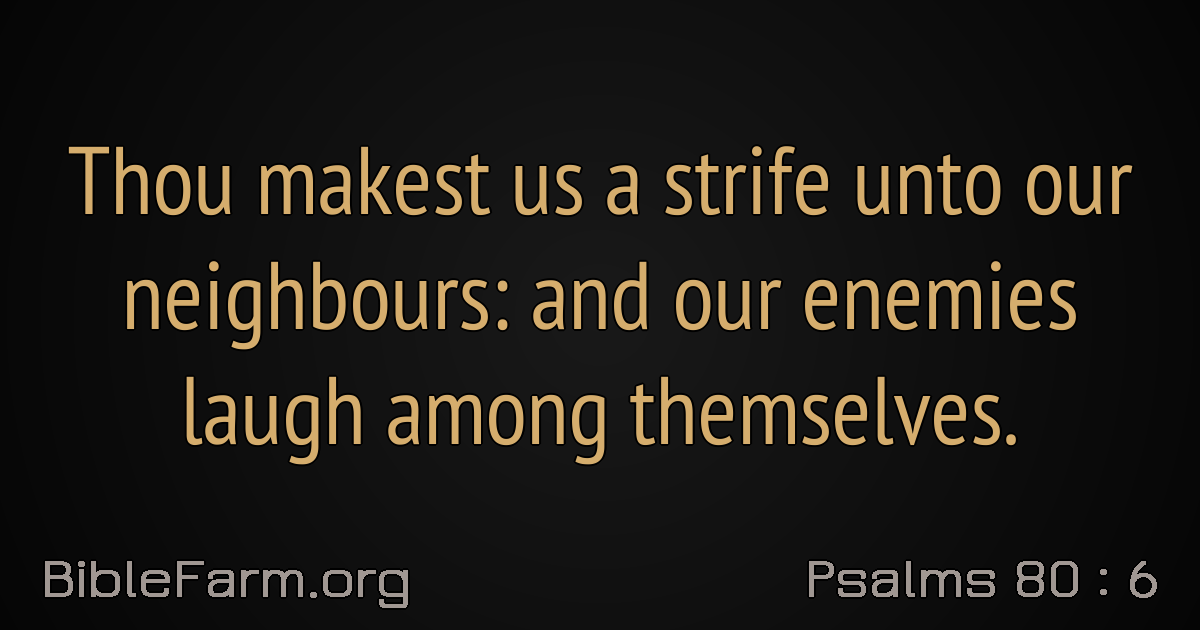 Thou makest us a strife unto our
neighbours: and our enemies
laugh among themselves.
BibleFarm.org
Psalms 80 : 6